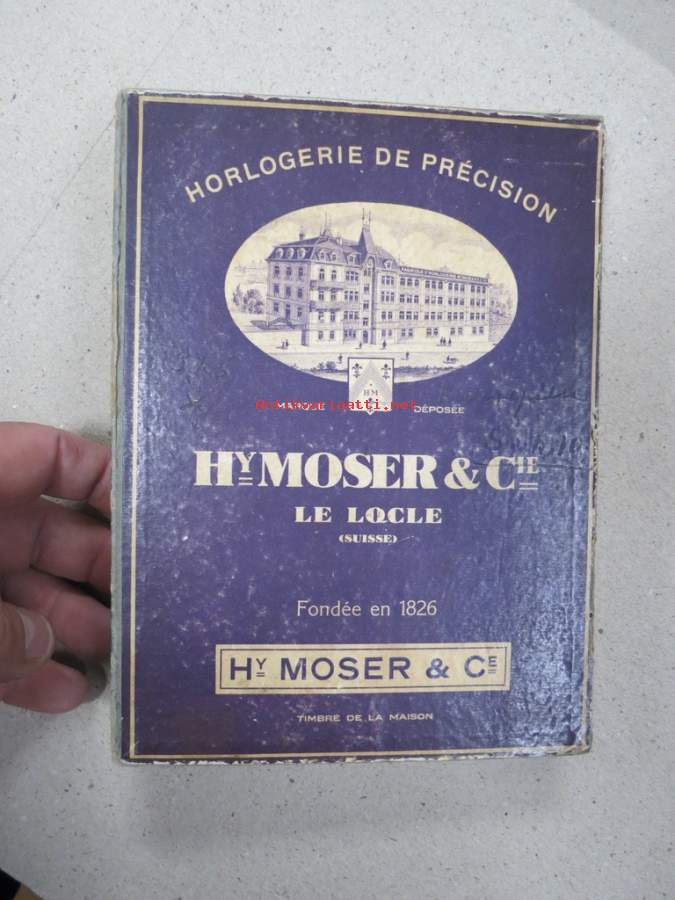 HORLOGERIE DE PRÉCISION
HM
Antikvariaatti.net
DÉPOSÉE
HY MOSER & CIE
LE LOCLE
(SUISSE)
Fondée en 1826
HY MOSER & CE
TIMBRE DE LA MAISON